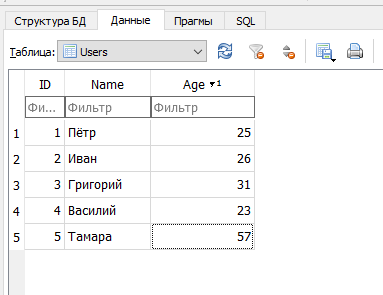 Структура БД Данные Прагмы SQL
Таблица: Users
ID Name Age 1
Фи... Фильтр Фильтр
1 1 Пётр 25
2 2 Иван 26
3 3 Григорий 31
4 4 Василий 23
5 5 Тамара 57